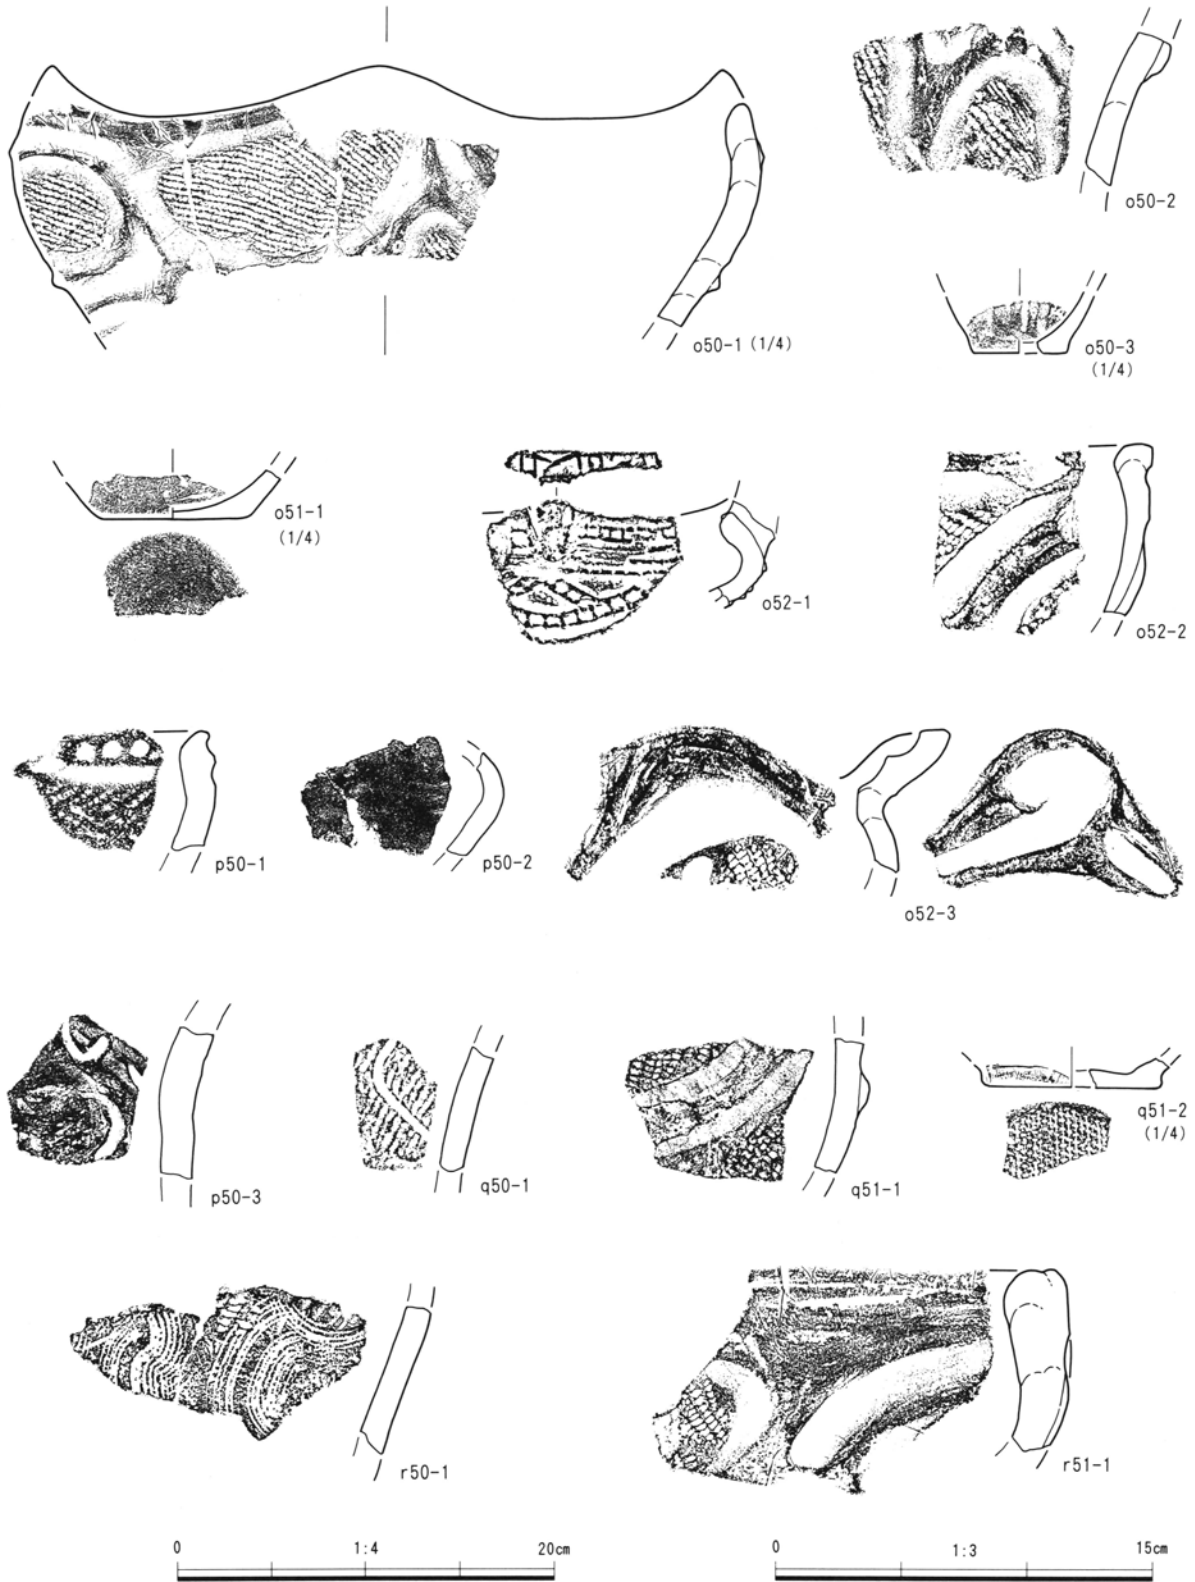 o50-1 (1/4)
o50-2
o50-3
(1/4)
o51-1
(1/4)
o52-1
o52-2
p50-1
p50-2
o52-3
p50-3
q50-1
q51-1
q51-2
(1/4)
r50-1
r51-1
0 1:4 20cm
0 1:3 15cm